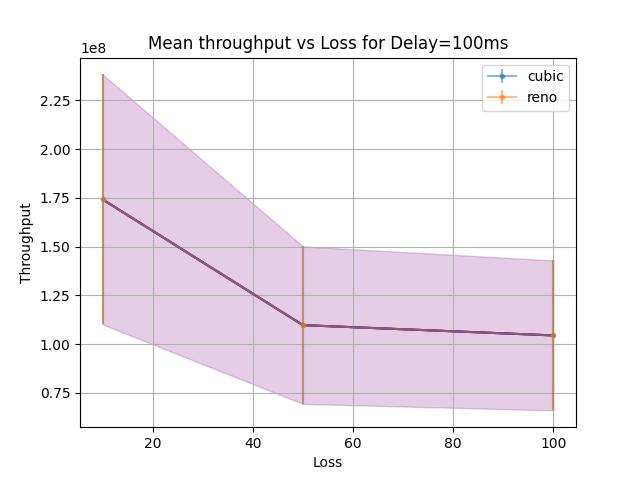 Mean throughput vs Loss for Delay=100ms
1e8
cubic
reno
2.25
2.00
1.75
1.50
1.25
1.00
0.75
Throughput
20 40 60 80 100
Loss